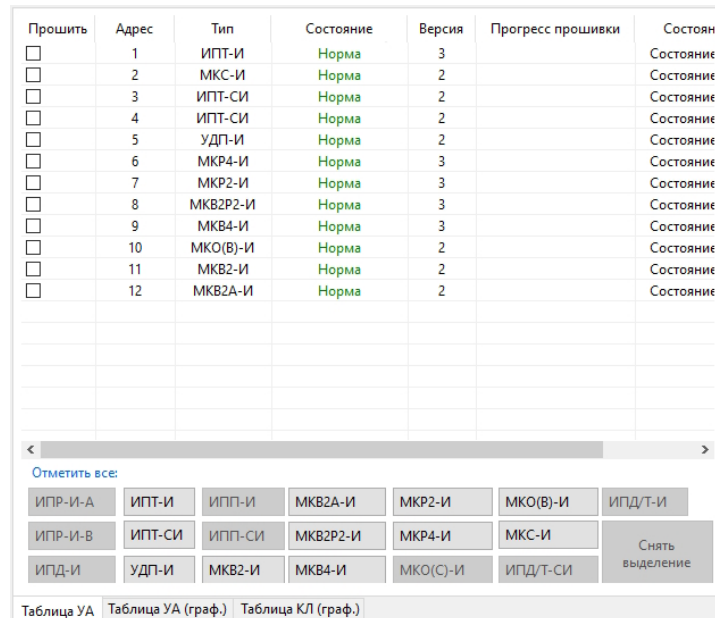 Прошить Адрес Тип Состояние Версия Прогресс прошивки Состоян
1 ИПТ-И Норма 3 Состояние
2 МКС-И Норма 2 Состояние
3 ИПТ-СИ Норма 2 Состояние
4 ИПТ-СИ Норма 2 Состояние
5 УДП-И Норма 2 Состояние
6 МКР4-И Норма 3 Состояние
7 МКР2-И Норма 3 Состояние
8 МКВ2Р2-И Норма 3 Состояние
9 МКВ4-И Норма 3 Состояние
10 МКО(В)-И Норма 2 Состояние
11 МКВ2-И Норма 2 Состояние
12 МКВ2А-И Норма 2 Состояние
Отметить все:
ИПР-И-А ИПТ-И ИПП-И МКВ2А-И МКР2-И МКО(В)-И ИПД/Т-И
ИПР-И-В ИПТ-СИ ИПП-СИ МКВ2Р2-И МКР4-И МКС-И Снять
выделение
ИПД-И УДП-И МКВ2-И МКВ4-И МКО(С)-И ИПД/Т-СИ
Таблица УА Таблица УА (граф.) Таблица КЛ (граф.)